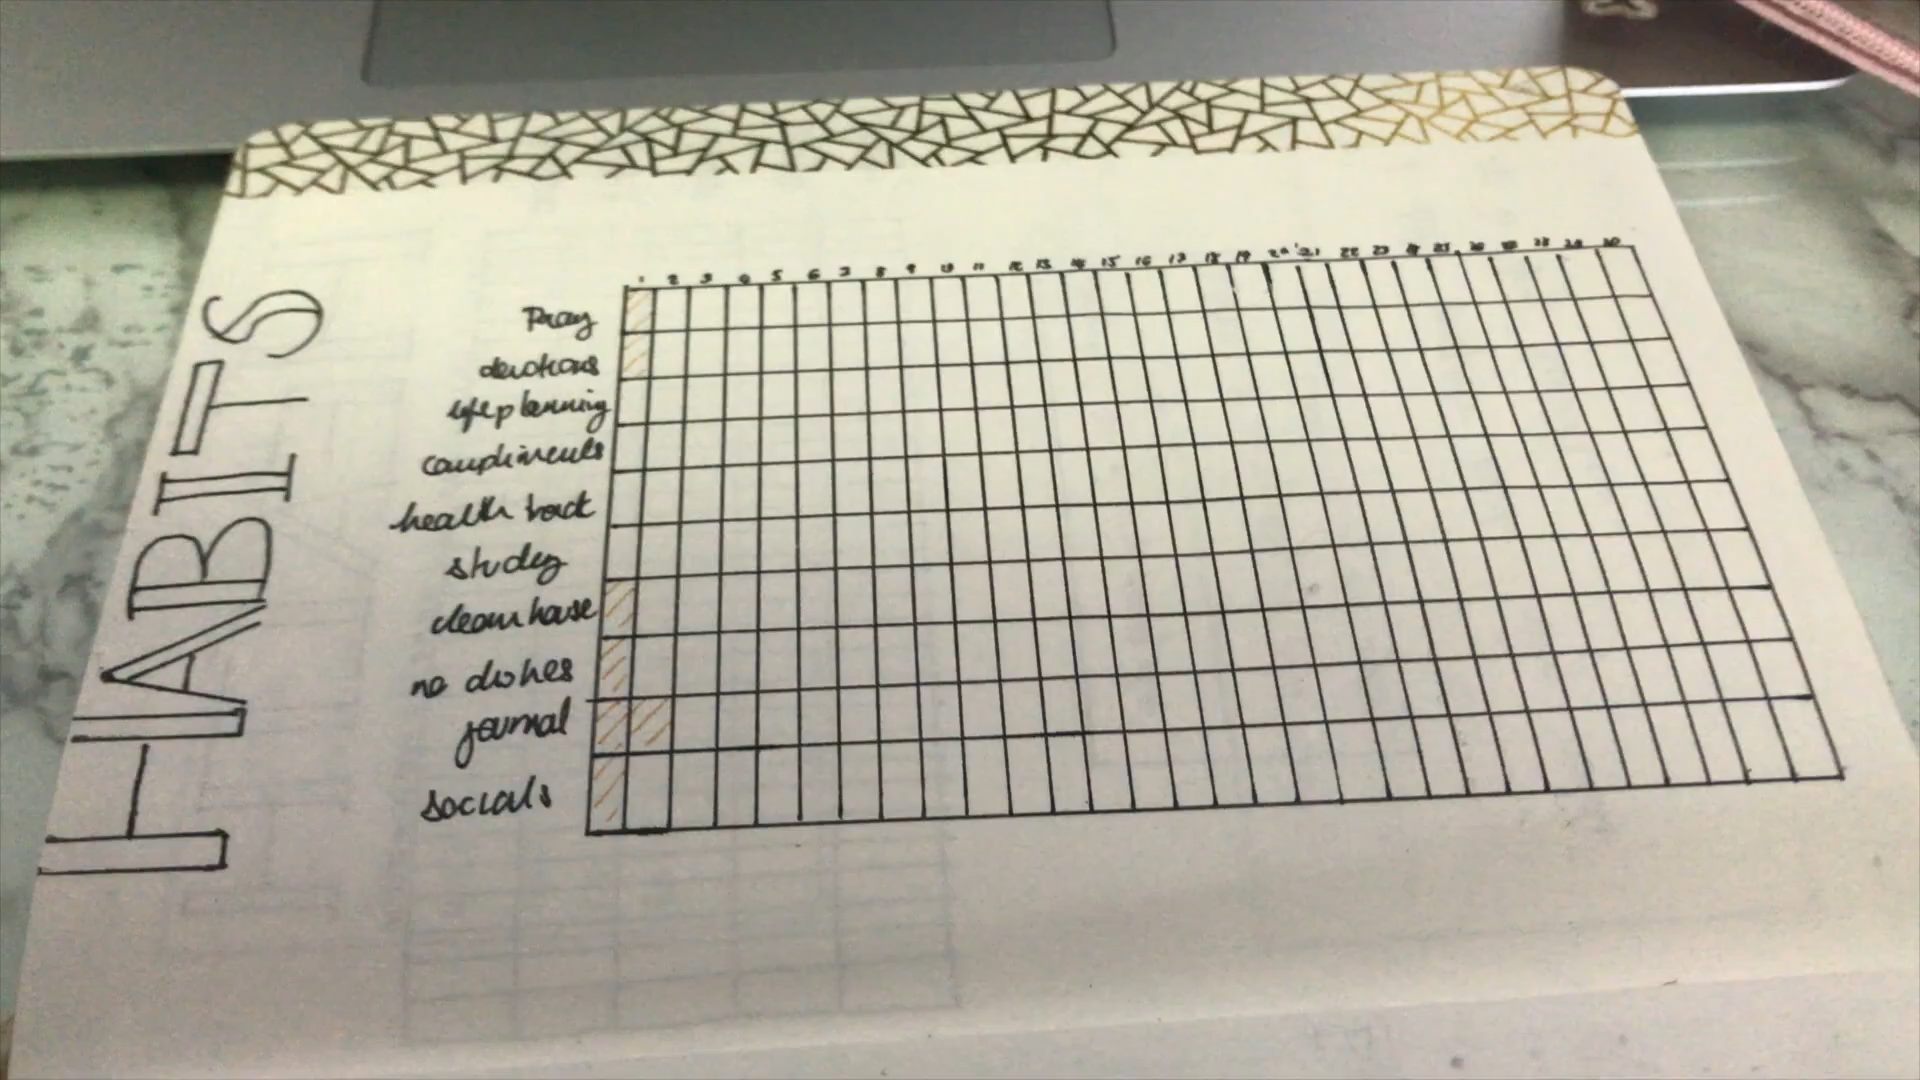 HABITS
1 2 3 4 5 6 7 8 9 10 11 12 13 14 15 16 17 18 19 20 21 22 23 24 25 26 27 28 29 30
Pray
devotions
life planning
compliments
health track
study
clean house
no dishes
journal
socials